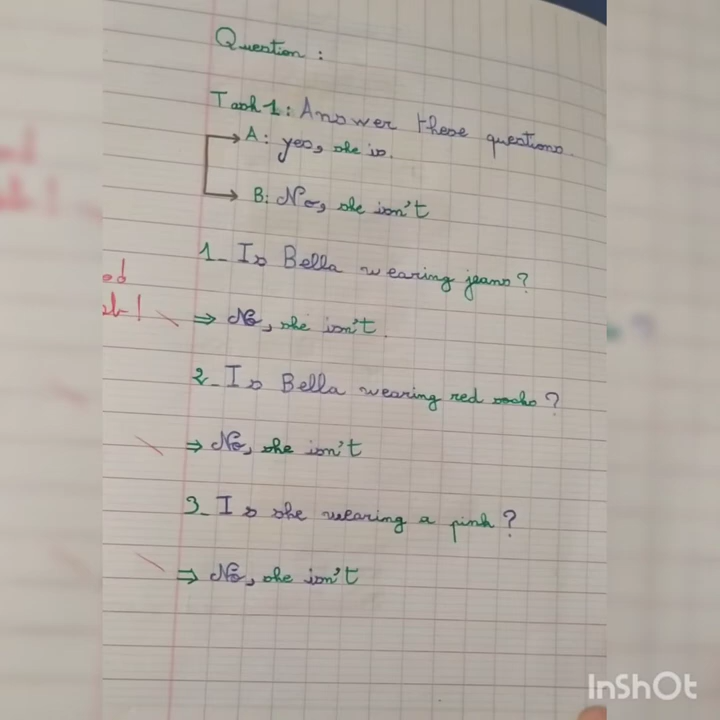 Question :
Task 1: Answer these questions.
A: yes, she is.
B: No, she isn't
1_ Is Bella wearing jeans?
⇒ No, she isn't.
2_ Is Bella wearing red socks?
⇒ No, she isn't
3_ Is she wearing a pink?
⇒ No, she isn't
InShOt